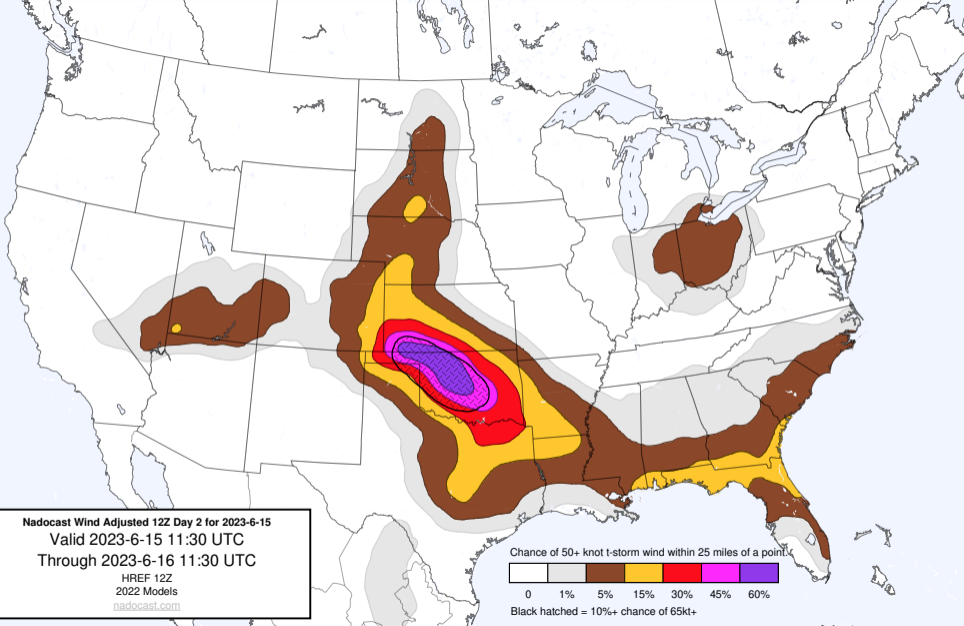 Nadocast Wind Adjusted 12Z Day 2 for 2023-6-15
Valid 2023-6-15 11:30 UTC
Through 2023-6-16 11:30 UTC
HREF 12Z
2022 Models
nadocast.com
Chance of 50+ knot t-storm wind within 25 miles of a point.
0 1% 5% 15% 30% 45% 60%
Black hatched = 10%+ chance of 65kt+